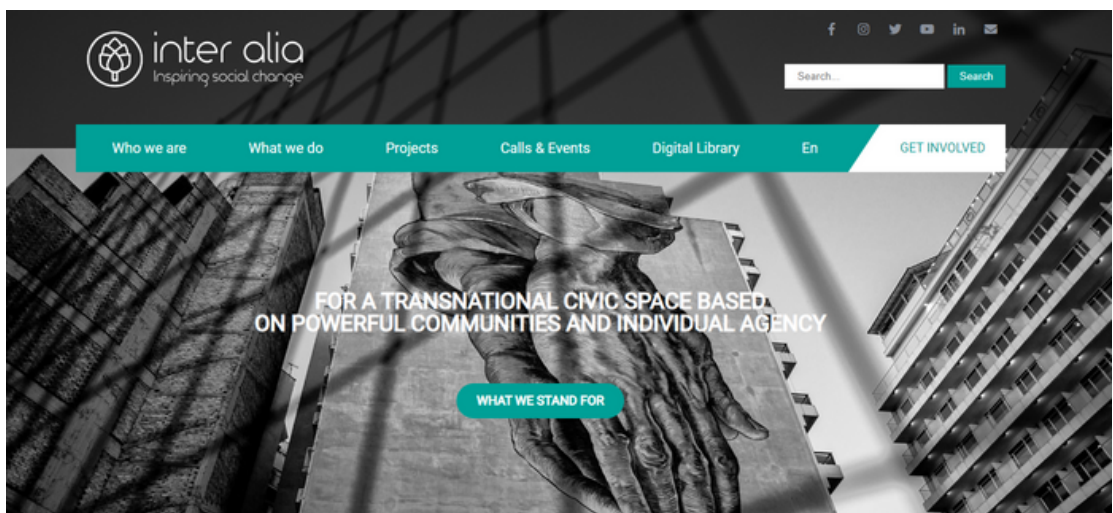 inter alia
Inspiring social change
Search...
Search
Who we are
What we do
Projects
Calls & Events
Digital Library
En
GET INVOLVED
FOR A TRANSNATIONAL CIVIC SPACE BASED
ON POWERFUL COMMUNITIES AND INDIVIDUAL AGENCY
WHAT WE STAND FOR